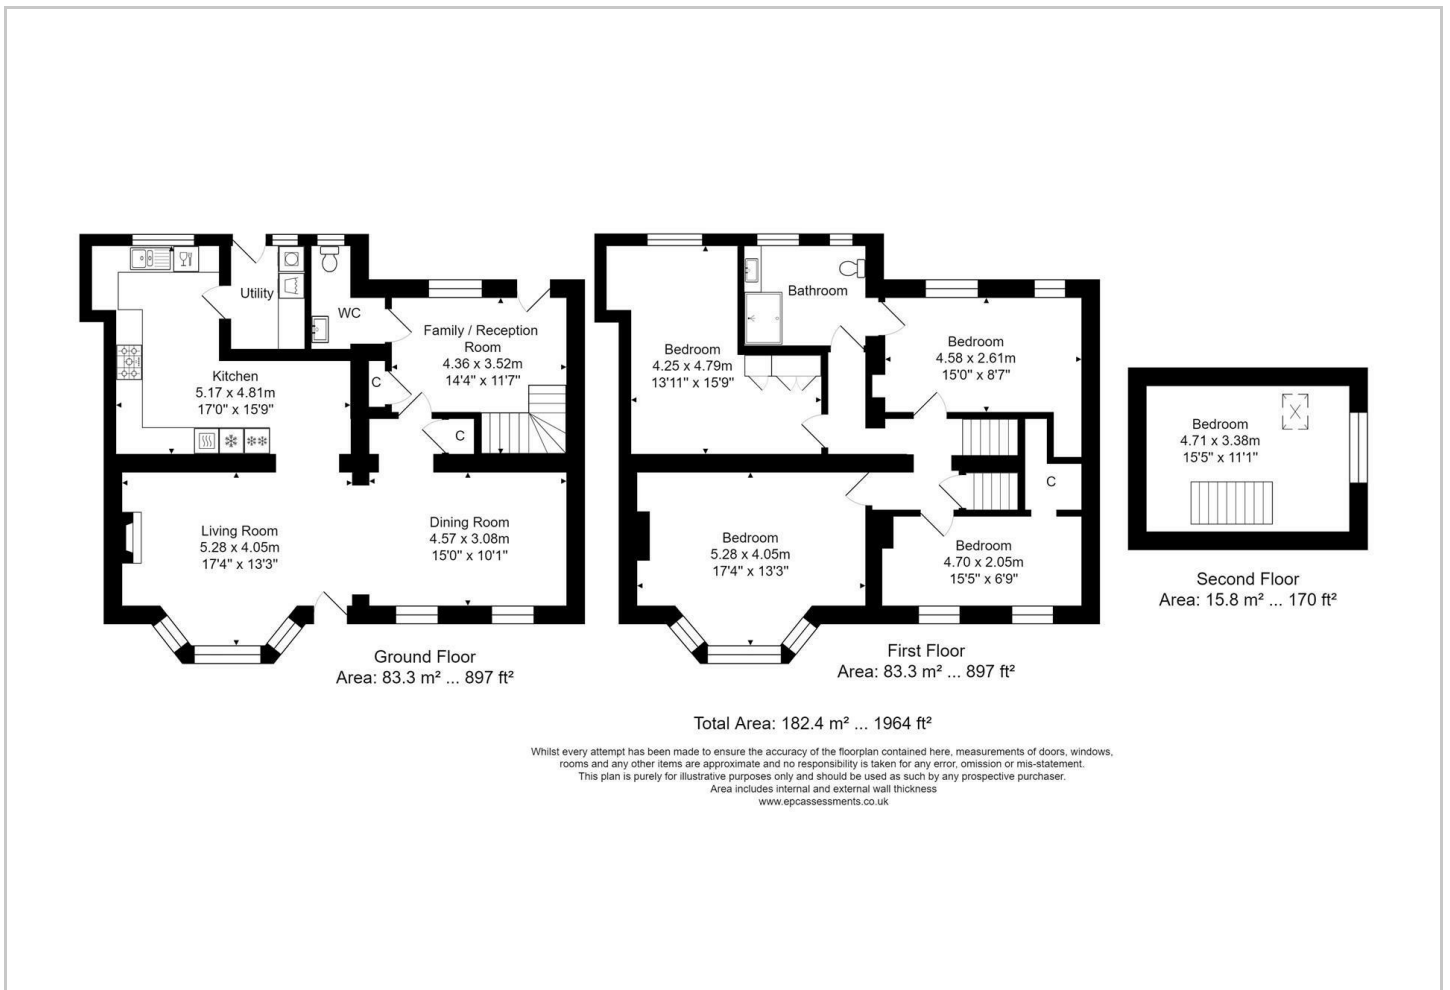 Utility
WC
Family / Reception
Room
4.36 x 3.52m
14'4" x 11'7"
Kitchen
5.17 x 4.81m
17'0" x 15'9"
C
C
Living Room
5.28 x 4.05m
17'4" x 13'3"
Dining Room
4.57 x 3.08m
15'0" x 10'1"
Ground Floor
Area: 83.3 m² ... 897 ft²
Bathroom
Bedroom
4.25 x 4.79m
13'11" x 15'9"
Bedroom
4.58 x 2.61m
15'0" x 8'7"
C
Bedroom
5.28 x 4.05m
17'4" x 13'3"
Bedroom
4.70 x 2.05m
15'5" x 6'9"
First Floor
Area: 83.3 m² ... 897 ft²
Bedroom
4.71 x 3.38m
15'5" x 11'1"
Second Floor
Area: 15.8 m² ... 170 ft²
Total Area: 182.4 m² ... 1964 ft²
Whilst every attempt has been made to ensure the accuracy of the floorplan contained here, measurements of doors, windows,
rooms and any other items are approximate and no responsibility is taken for any error, omission or mis-statement.
This plan is purely for illustrative purposes only and should be used as such by any prospective purchaser.
Area includes internal and external wall thickness
www.epcassessments.co.uk